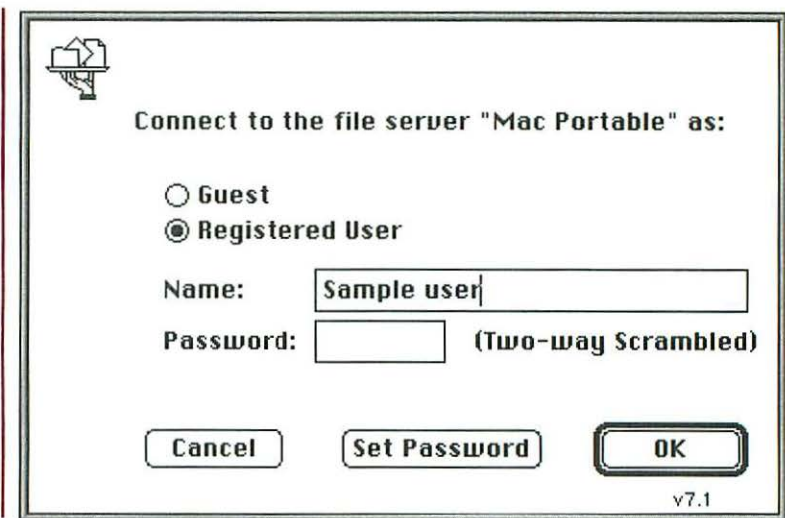 Connect to the file server "Mac Portable" as:
Guest
Registered User
Name: Sample user
Password: (Two-way Scrambled)
Cancel Set Password OK
v7.1